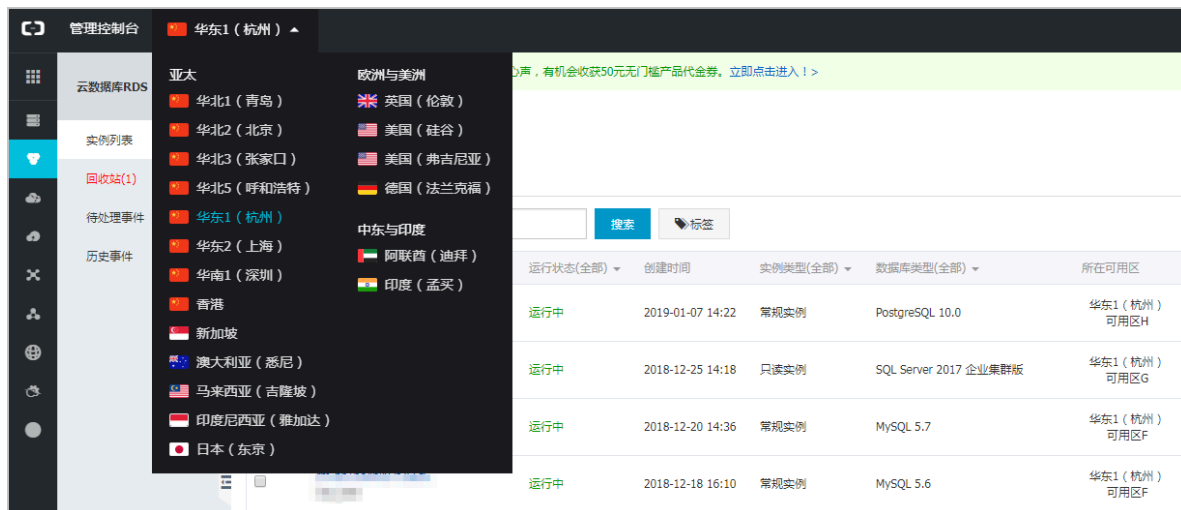 管理控制台
华东1 ( 杭州 )
云数据库RDS
实例列表
回收站(1)
待处理事件
历史事件
亚太
华北1 ( 青岛 )
华北2 ( 北京 )
华北3 ( 张家口 )
华北5 ( 呼和浩特 )
华东1 ( 杭州 )
华东2 ( 上海 )
华南1 ( 深圳 )
香港
新加坡
澳大利亚 ( 悉尼 )
马来西亚 ( 吉隆坡 )
印度尼西亚 ( 雅加达 )
日本 ( 东京 )
欧洲与美洲
英国 ( 伦敦 )
美国 ( 硅谷 )
美国 ( 弗吉尼亚 )
德国 ( 法兰克福 )
中东与印度
阿联酋 ( 迪拜 )
印度 ( 孟买 )
心声，有机会收获50元无门槛产品代金券。立即点击进入！>
搜索
标签
运行状态(全部) 创建时间 实例类型(全部) 数据库类型(全部) 所在可用区
运行中 2019-01-07 14:22 常规实例 PostgreSQL 10.0 华东1 ( 杭州 )
可用区H
运行中 2018-12-25 14:18 只读实例 SQL Server 2017 企业集群版 华东1 ( 杭州 )
可用区G
运行中 2018-12-20 14:36 常规实例 MySQL 5.7 华东1 ( 杭州 )
可用区F
运行中 2018-12-18 16:10 常规实例 MySQL 5.6 华东1 ( 杭州 )
可用区F